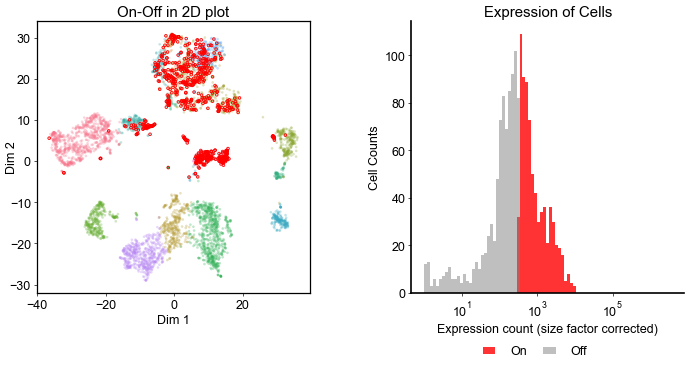 On-Off in 2D plot
30
20
10
0
−10
−20
−30
−40
−20
0
20
Dim 2
Dim 1
Expression of Cells
100
80
60
40
20
0
10^1
10^3
10^5
Cell Counts
Expression count (size factor corrected)
On
Off